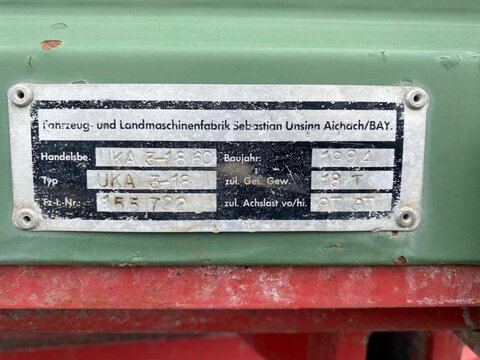 Fahrzeug- und Landmaschinenfabrik Sebastian Unsinn Aichach/BAY.
Handelsbe. UKA 3-18,60 Baujahr: 1994
Typ UKA 3-18 zul. Ges. Gew. 18 T
Fz-I.-Nr.: 155 722 zul. Achslast vo/hi. 9T 9T